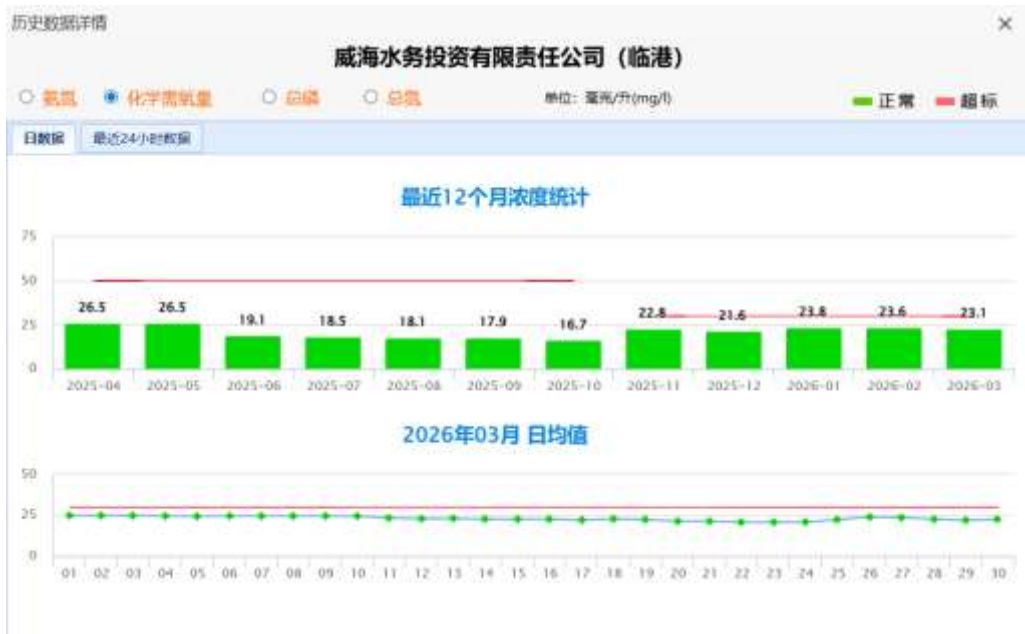 历史数据详情 ×
威海水务投资有限责任公司（临港）
氨氮 化学需氧量 总磷 总氮 单位：毫克/升(mg/l) 正常 超标
日数据 最近24小时数据
最近12个月浓度统计
75
50
26.5 26.5 19.1 18.5 18.1 17.9 16.7 22.8 21.6 23.8 23.6 23.1
25
0
2025-04 2025-05 2025-06 2025-07 2025-08 2025-09 2025-10 2025-11 2025-12 2026-01 2026-02 2026-03
2026年03月 日均值
50
25
0
01 02 03 04 05 06 07 08 09 10 11 12 13 14 15 16 17 18 19 20 21 22 23 24 25 26 27 28 29 30